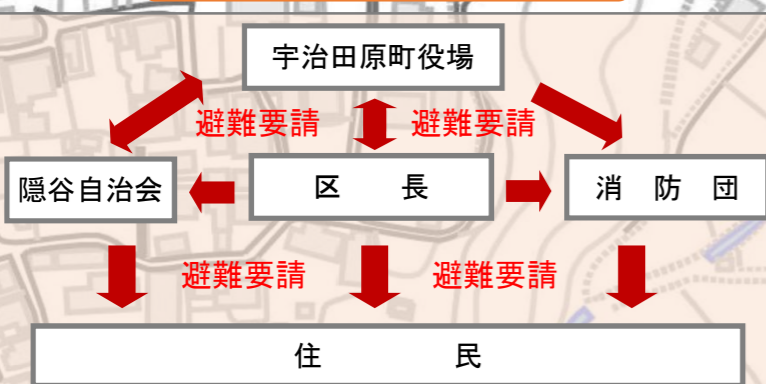 宇治田原町役場
避難要請 避難要請
隠谷自治会 区　長 消　防　団
避難要請 避難要請
住　民